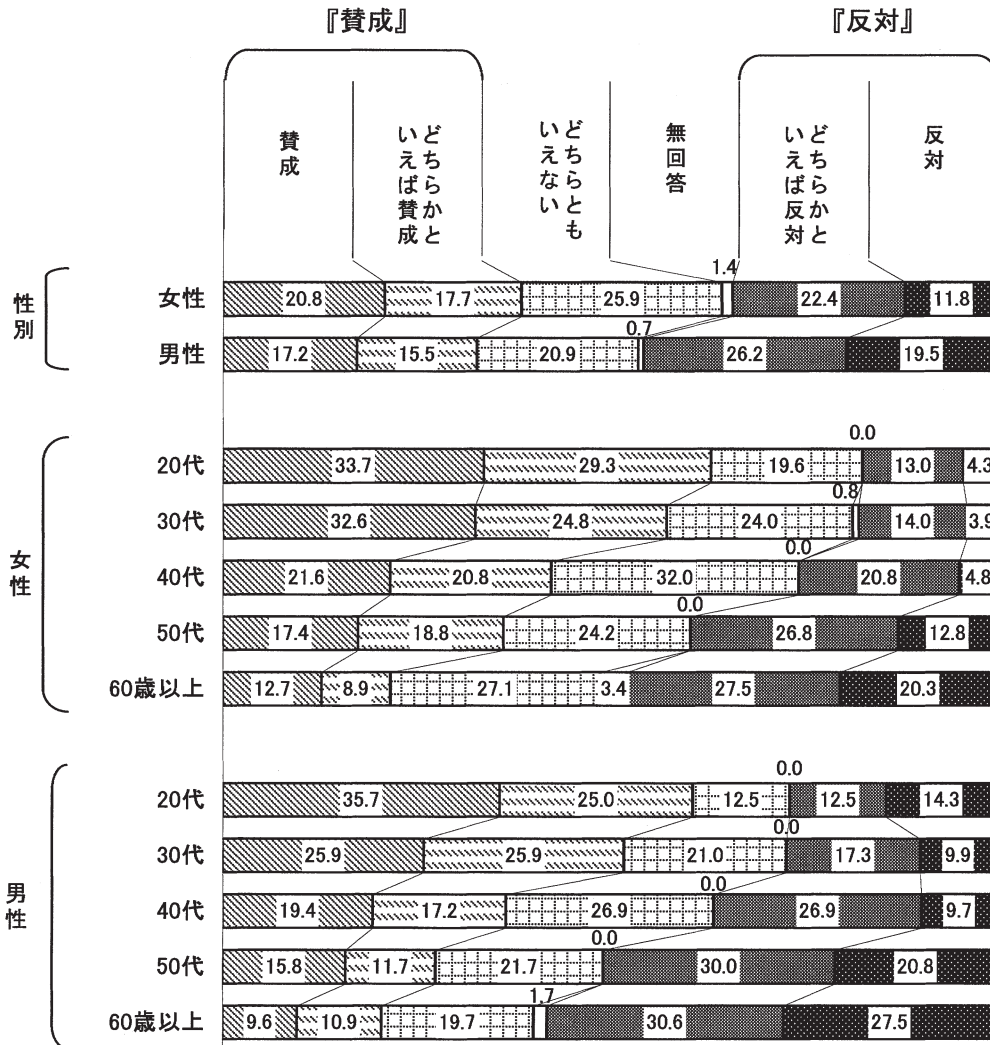 『賛成』
『反対』
賛成
どちらかと
いえば賛成
どちらとも
いえない
無回答
どちらかと
いえば反対
反対
性別
1.4
女性 20.8 17.7 25.9 22.4 11.8
0.7
男性 17.2 15.5 20.9 26.2 19.5
女性
0.0
20代 33.7 29.3 19.6 13.0 4.3
0.8
30代 32.6 24.8 24.0 14.0 3.9
0.0
40代 21.6 20.8 32.0 20.8 4.8
0.0
50代 17.4 18.8 24.2 26.8 12.8
60歳以上 12.7 8.9 27.1 3.4 27.5 20.3
男性
0.0
20代 35.7 25.0 12.5 12.5 14.3
0.0
30代 25.9 25.9 21.0 17.3 9.9
0.0
40代 19.4 17.2 26.9 26.9 9.7
0.0
50代 15.8 11.7 21.7 30.0 20.8
1.7
60歳以上 9.6 10.9 19.7 30.6 27.5